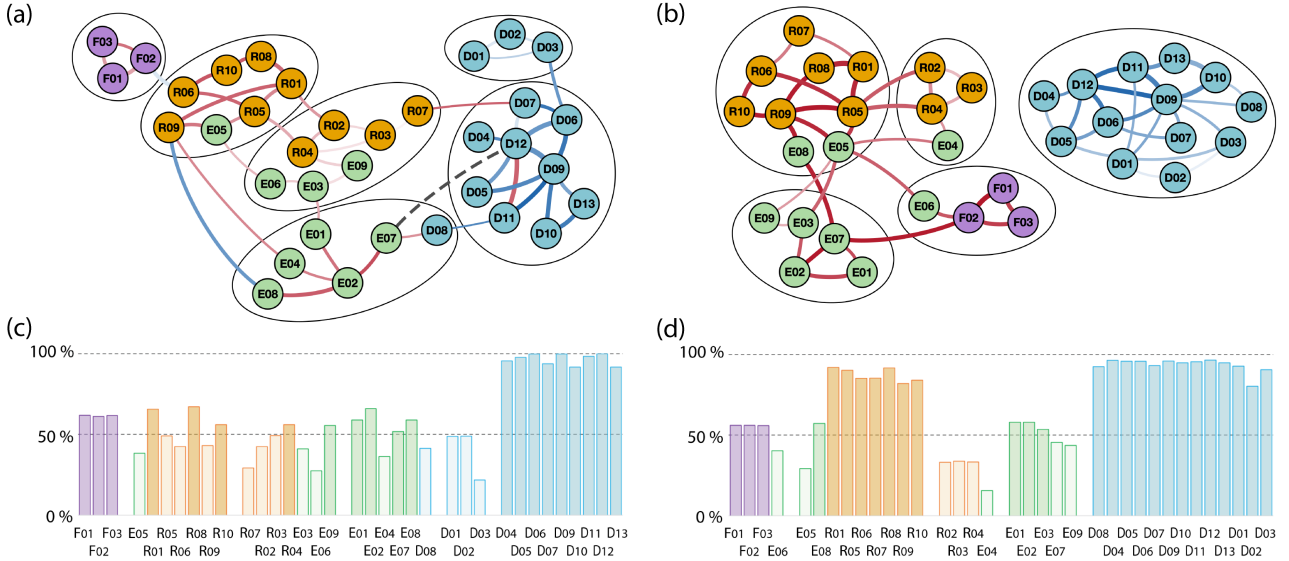 (a)
(b)
F03
F02
F01
R08
R10
R01
R06
R05
R09
E05
R02
R03
R04
E09
E06
E03
R07
D02
D01
D03
D07
D06
D04
D12
D09
D05
D13
D11
D10
E01
E07
D08
E04
E02
E08
R07
R06
R08
R01
R10
R09
R05
E08
E05
R02
R03
R04
E04
E06
F01
F02
F03
E09
E03
E07
E02
E01
D13
D11
D10
D12
D04
D09
D08
D06
D07
D05
D03
D01
D02
(c)
(d)
100 %
50 %
0 %
F01 F03 E05 R05 R08 R10 R07 R03 E03 E09 E01 E04 E08 D01 D03 D04 D06 D09 D11 D13
F02 R01 R06 R09 R02 R04 E06 E02 E07 D08 D02 D05 D07 D10 D12
100 %
50 %
0 %
F01 F03 E05 R01 R06 R08 R10 R02 R04 E01 E03 E09 D08 D05 D07 D10 D12 D01 D03
F02 E06 E08 R05 R07 R09 R03 E04 E02 E07 D04 D06 D09 D11 D13 D02